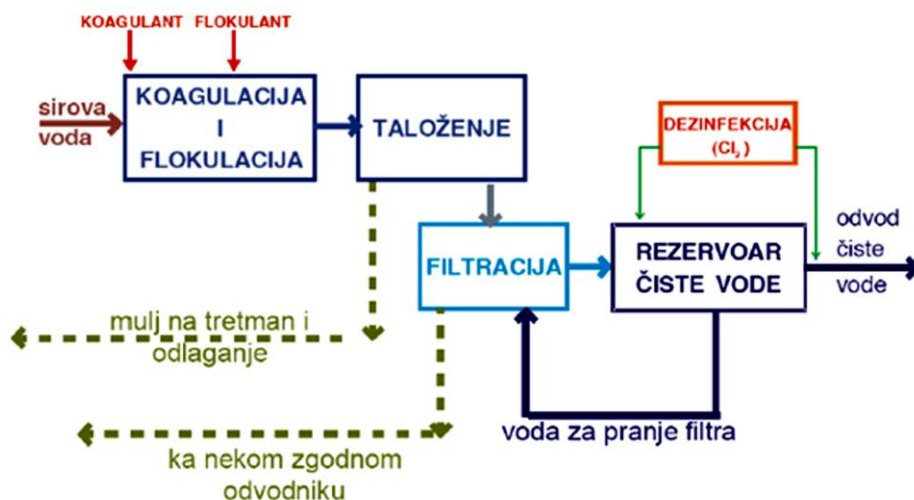 KOAGULANT FLOKULANT
sirova
voda
KOAGULACIJA
I
FLOKULACIJA
TALOŽENJE
DEZINFEKCIJA
(Cl₂)
FILTRACIJA
REZERVOAR
ČISTE VODE
odvod
čiste
vode
mulj na tretman i
odlaganje
voda za pranje filtra
ka nekom zgodnom
odvodniku